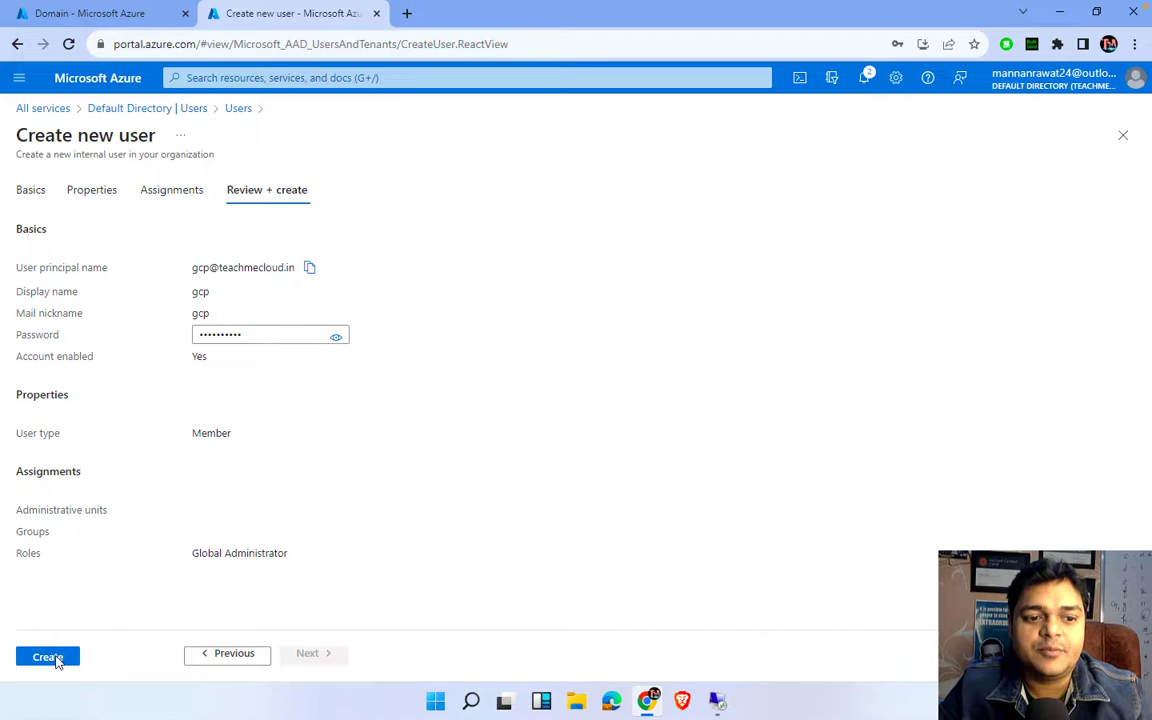 Domain - Microsoft Azure
Create new user - Microsoft Azu
portal.azure.com/#view/Microsoft_AAD_UsersAndTenants/CreateUser.ReactView
Microsoft Azure
Search resources, services, and docs (G+/)
2
mannanrawat24@outlo...
DEFAULT DIRECTORY (TEACHME...
All services > Default Directory | Users > Users >
Create new user ...
Create a new internal user in your organization
Basics Properties Assignments Review + create
Basics
User principal name gcp@teachmecloud.in
Display name gcp
Mail nickname gcp
Password ••••••••••
Account enabled Yes
Properties
User type Member
Assignments
Administrative units
Groups
Roles Global Administrator
Create < Previous Next >
EXTRAORDIN